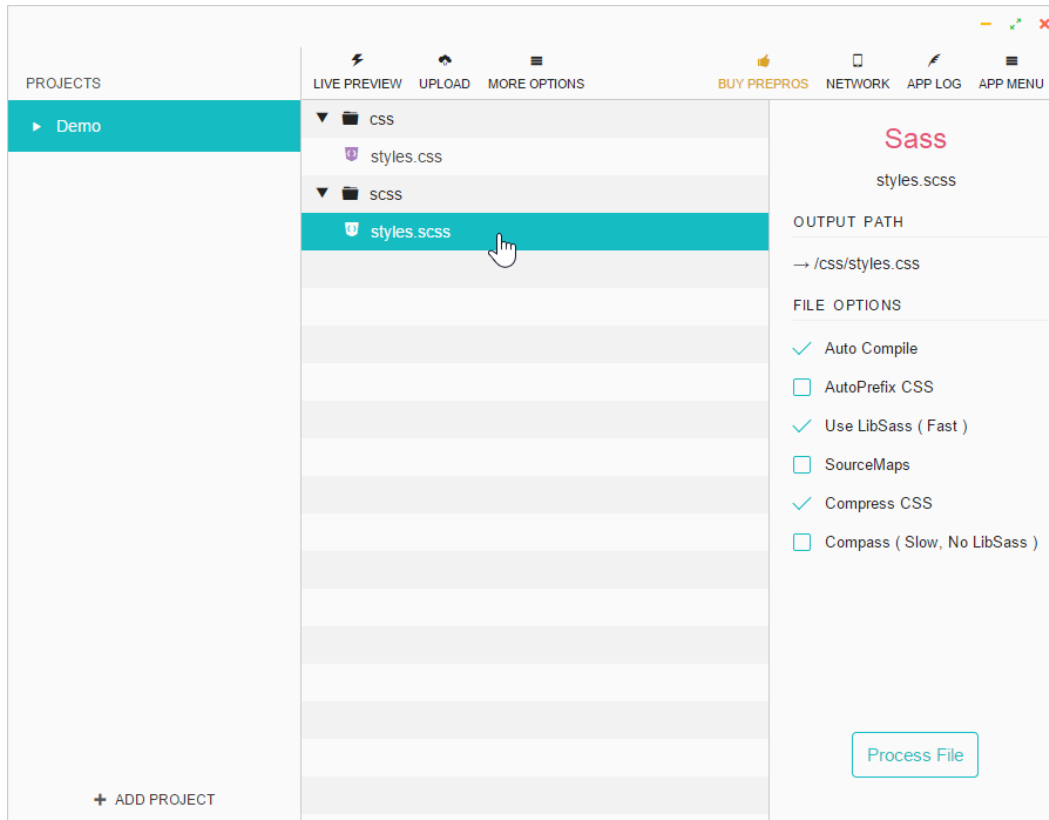 PROJECTS
LIVE PREVIEW UPLOAD MORE OPTIONS BUY PREPROS NETWORK APP LOG APP MENU
Demo
css
styles.css
scss
styles.scss
Sass
styles.scss
OUTPUT PATH
→ /css/styles.css
FILE OPTIONS
Auto Compile
AutoPrefix CSS
Use LibSass ( Fast )
SourceMaps
Compress CSS
Compass ( Slow, No LibSass )
Process File
+ ADD PROJECT